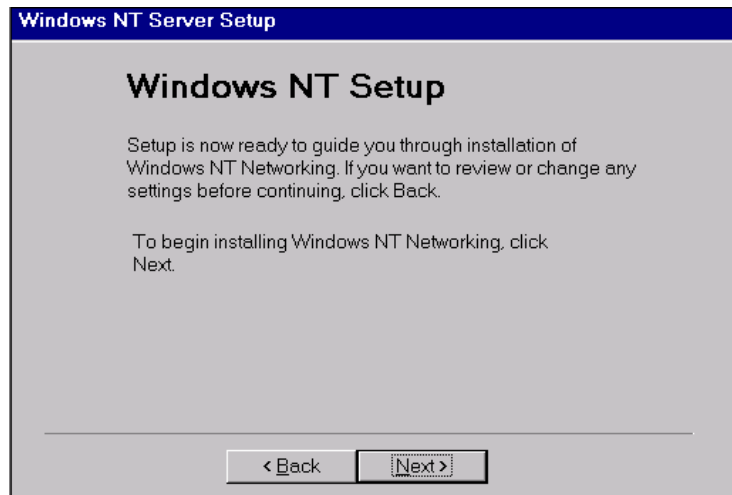 Windows NT Server Setup
Windows NT Setup
Setup is now ready to guide you through installation of
Windows NT Networking. If you want to review or change any
settings before continuing, click Back.
To begin installing Windows NT Networking, click
Next.
< Back Next >